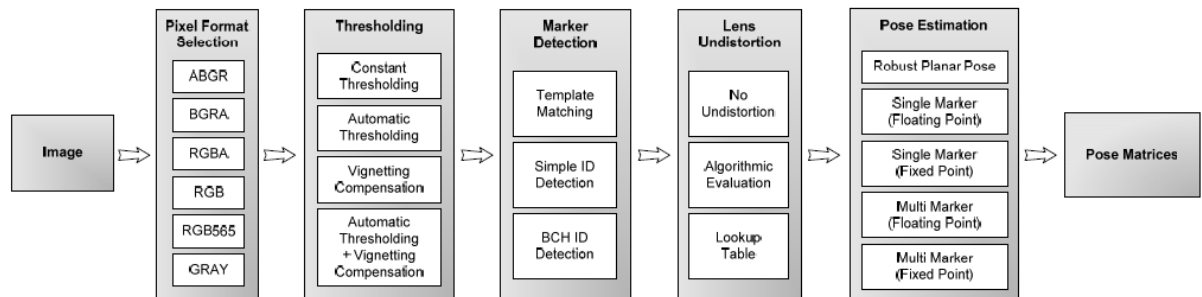 Image
Pixel Format
Selection
ABGR
BGRA
RGBA
RGB
RGB565
GRAY
Thresholding
Constant
Thresholding
Automatic
Thresholding
Vignetting
Compensation
Automatic
Thresholding
+ Vignetting
Compensation
Marker
Detection
Template
Matching
Simple ID
Detection
BCH ID
Detection
Lens
Undistortion
No
Undistortion
Algorithmic
Evaluation
Lookup
Table
Pose Estimation
Robust Planar Pose
Single Marker
(Floating Point)
Single Marker
(Fixed Point)
Multi Marker
(Floating Point)
Multi Marker
(Fixed Point)
Pose Matrices